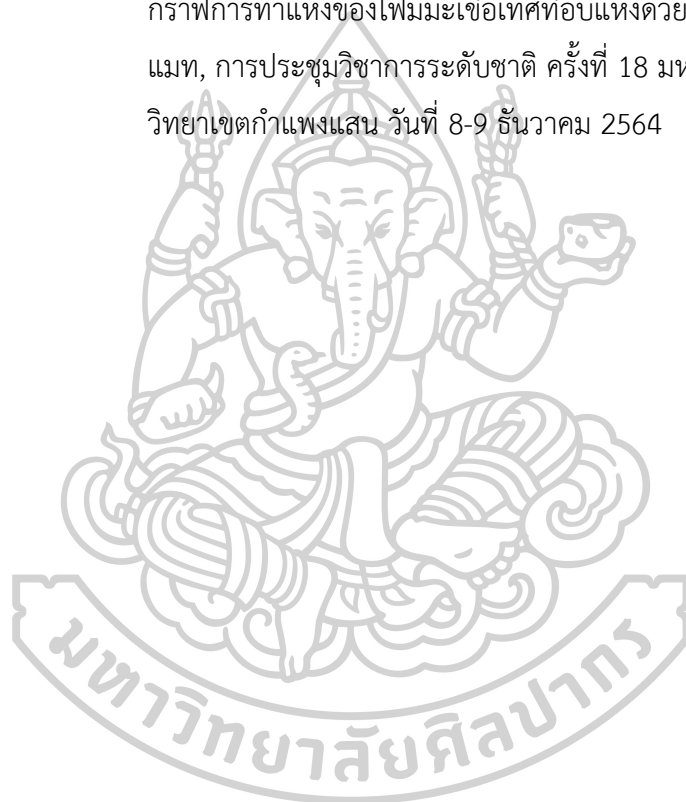 กราฟการทำแห้งของโฟมมะเขือเทศที่อบแห้งด้วย
แมท, การประชุมวิชาการระดับชาติ ครั้งที่ 18
วิทยาเขตกำแพงแสน วันที่ 8-9 ธันวาคม 2564
มหาวิทยาลัยศิลปากร